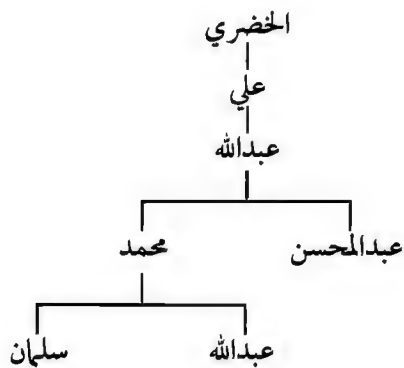 الخضري
علي
عبدالله
عبدالمحسن محمد
عبدالله سلمان